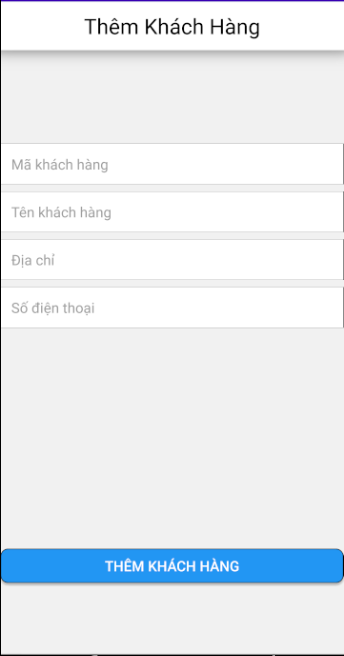 Thêm Khách Hàng
Mã khách hàng
Tên khách hàng
Địa chỉ
Số điện thoại
THÊM KHÁCH HÀNG